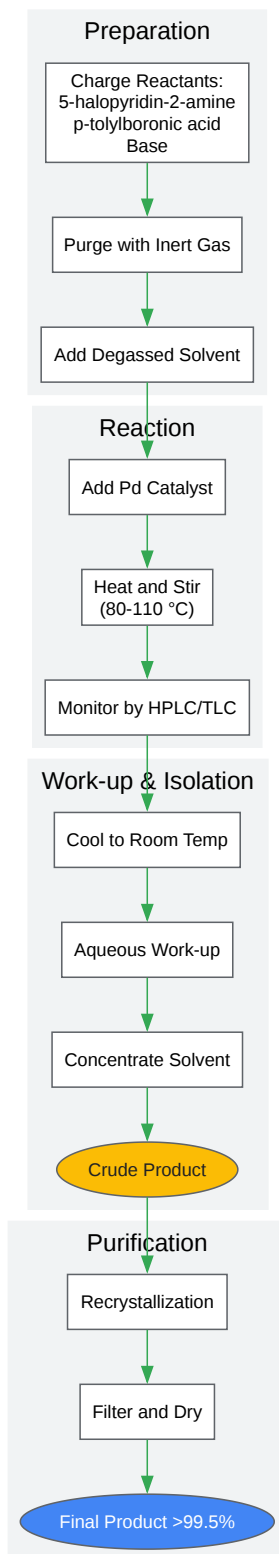 Preparation
Charge Reactants:
5-halopyridin-2-amine
p-tolylboronic acid
Base
Purge with Inert Gas
Add Degassed Solvent
Reaction
Add Pd Catalyst
Heat and Stir
(80-110 °C)
Monitor by HPLC/TLC
Work-up & Isolation
Cool to Room Temp
Aqueous Work-up
Concentrate Solvent
Crude Product
Purification
Recrystallization
Filter and Dry
Final Product >99.5%